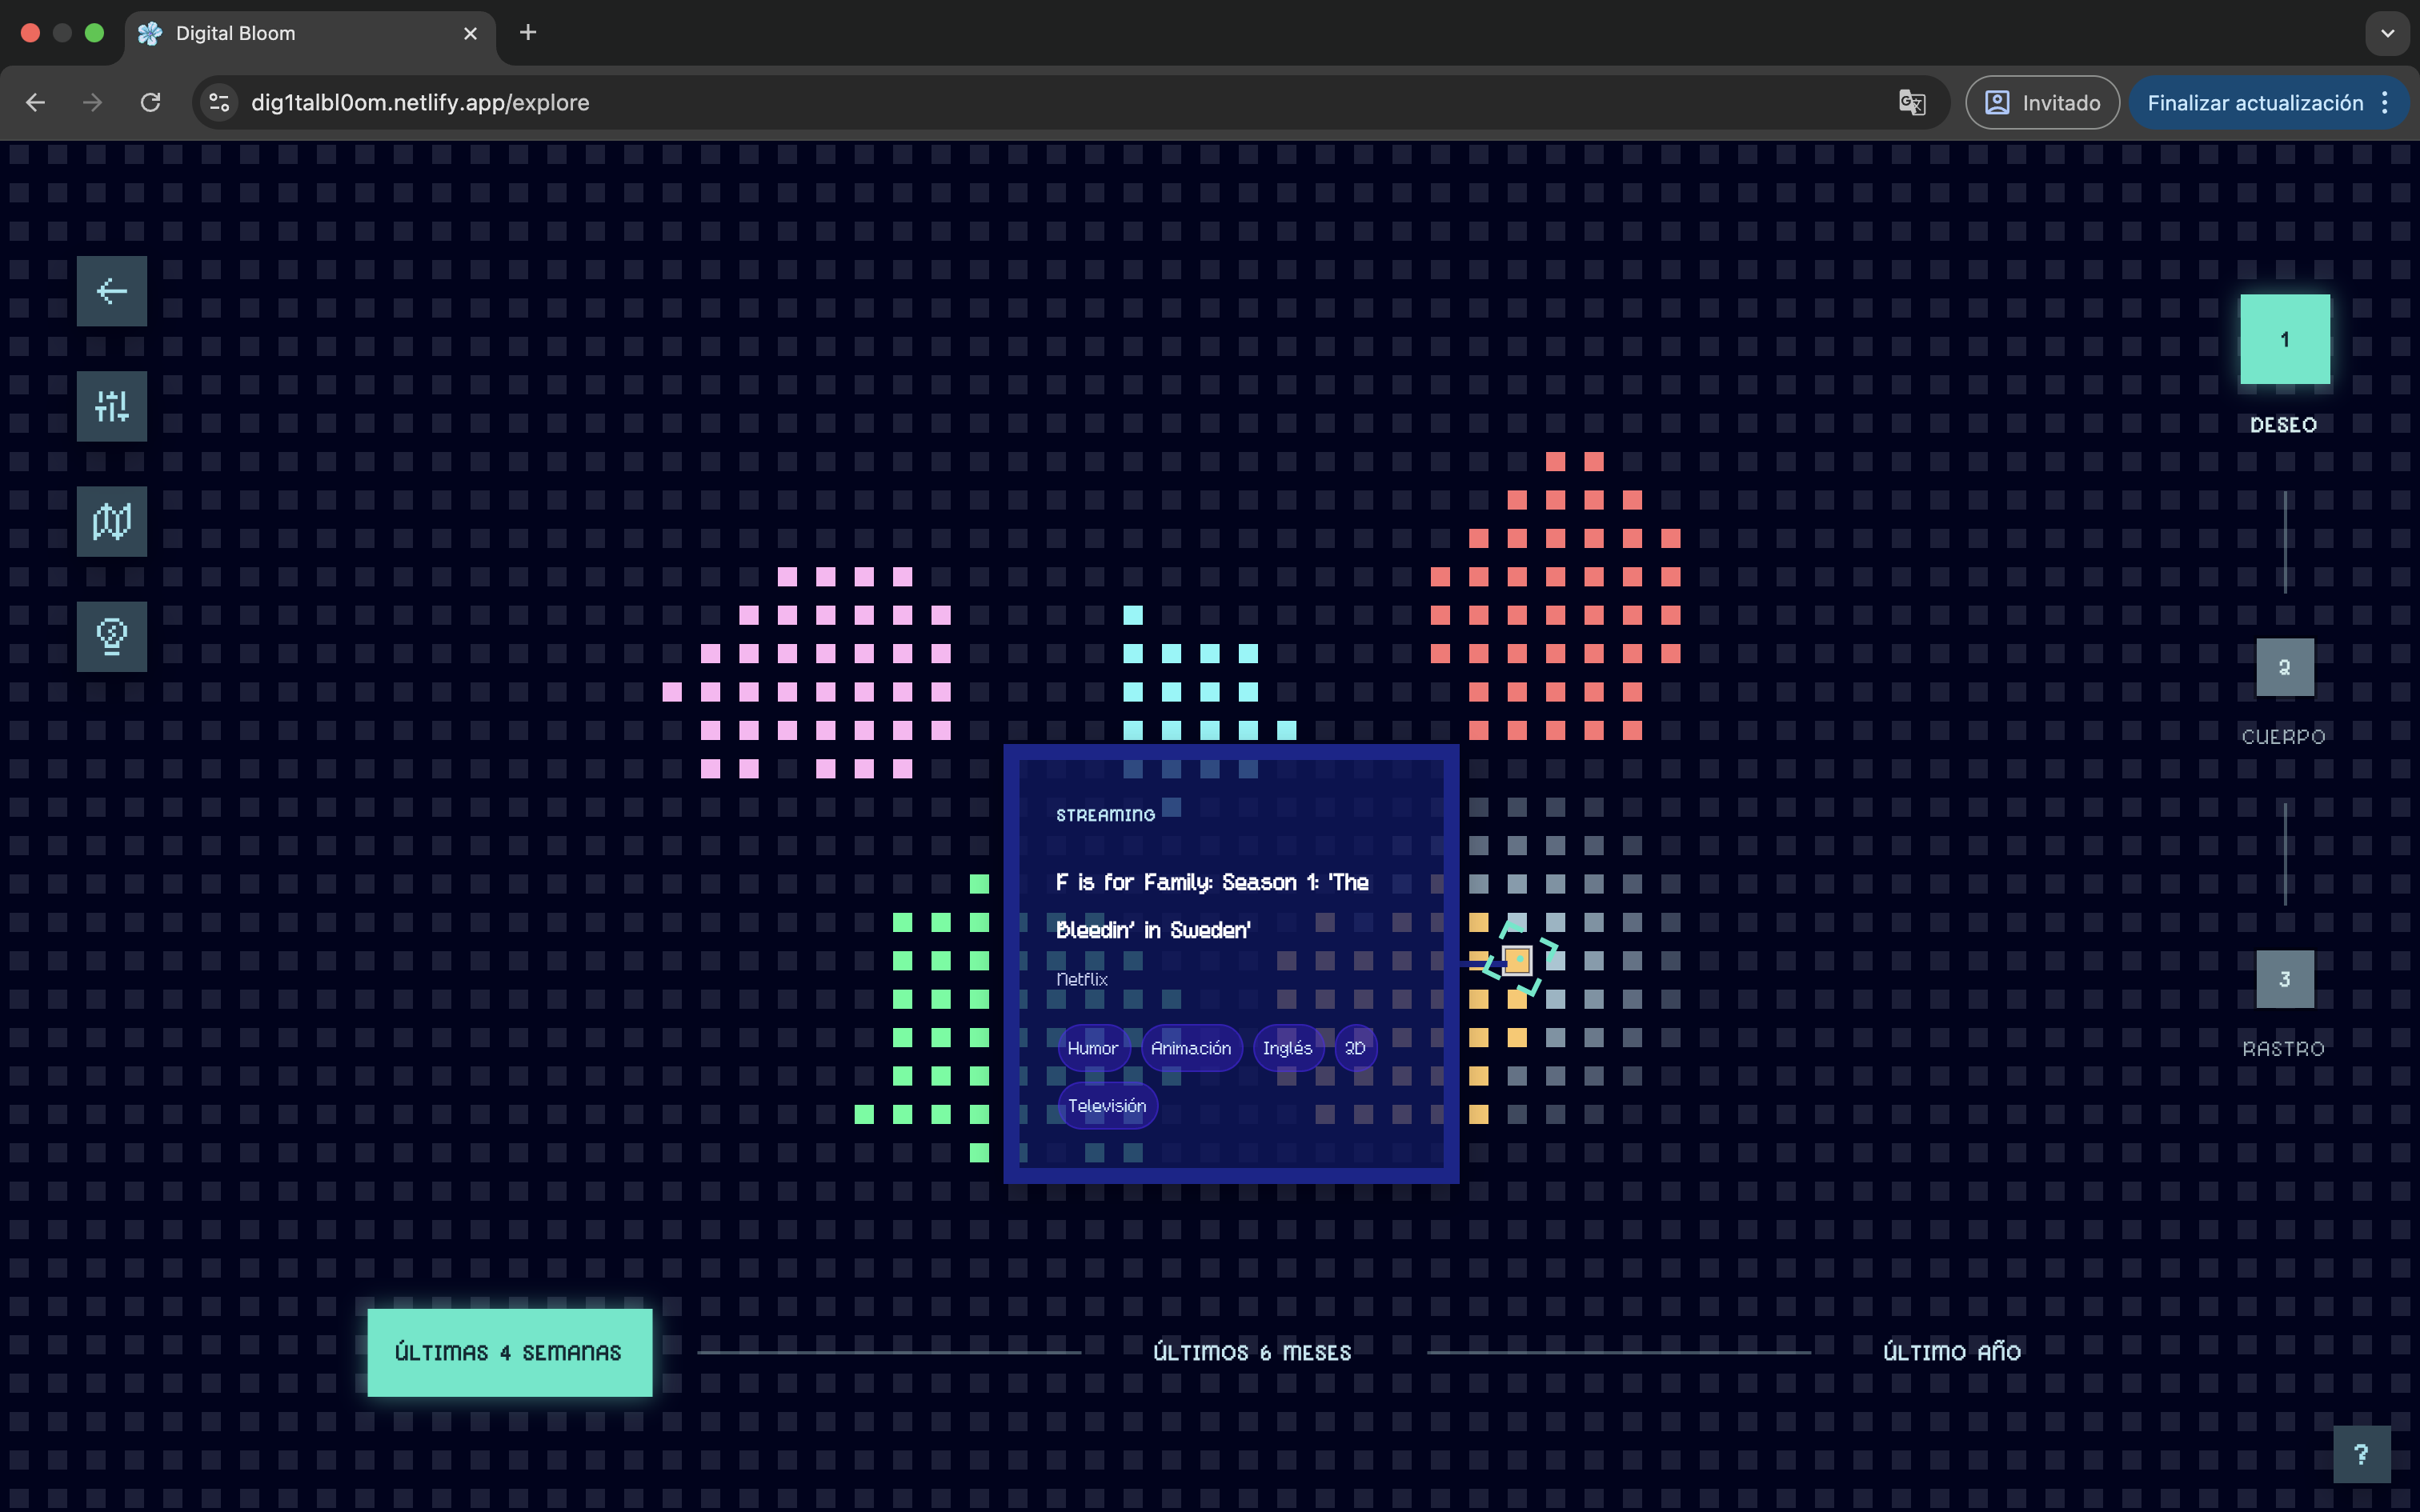 Digital Bloom
dig1talbl0om.netlify.app/explore
Invitado
Finalizar actualización
1
DESEO
2
CUERPO
3
RASTRO
STREAMING
F is for Family: Season 1: 'The
Bleedin' in Sweden'
Netflix
Humor Animación Inglés 2D
Televisión
ÚLTIMAS 4 SEMANAS
ÚLTIMOS 6 MESES
ÚLTIMO AÑO
?